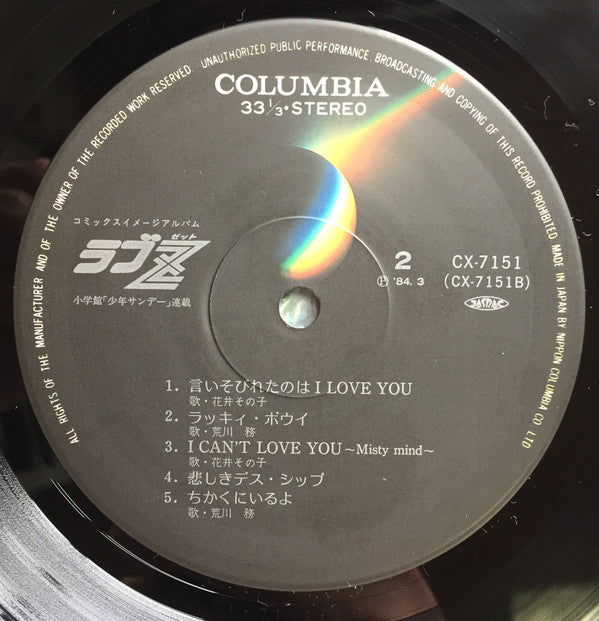 ALL RIGHTS OF THE MANUFACTURER AND OF THE OWNER OF THE RECORDED WORK RESERVED. UNAUTHORIZED PUBLIC PERFORMANCE. BROADCASTING AND COPYING OF THIS RECORD PROHIBITED MADE IN JAPAN BY NIPPON COLUMBIA CO LTD
COLUMBIA
33⅓・STEREO
コミックスイメージアルバム
ゼット
ラブZ
小学館「少年サンデー」連載
2
CX-7151
Ⓟ '84. 3
(CX-7151B)
JASRAC
1. 言いそびれたのは I LOVE YOU
歌・花井その子
2. ラッキィ・ボウイ
歌・荒川 務
3. I CAN'T LOVE YOU～Misty mind～
歌・花井その子
4. 悲しきデス・シップ
5. ちかくにいるよ
歌・荒川 務